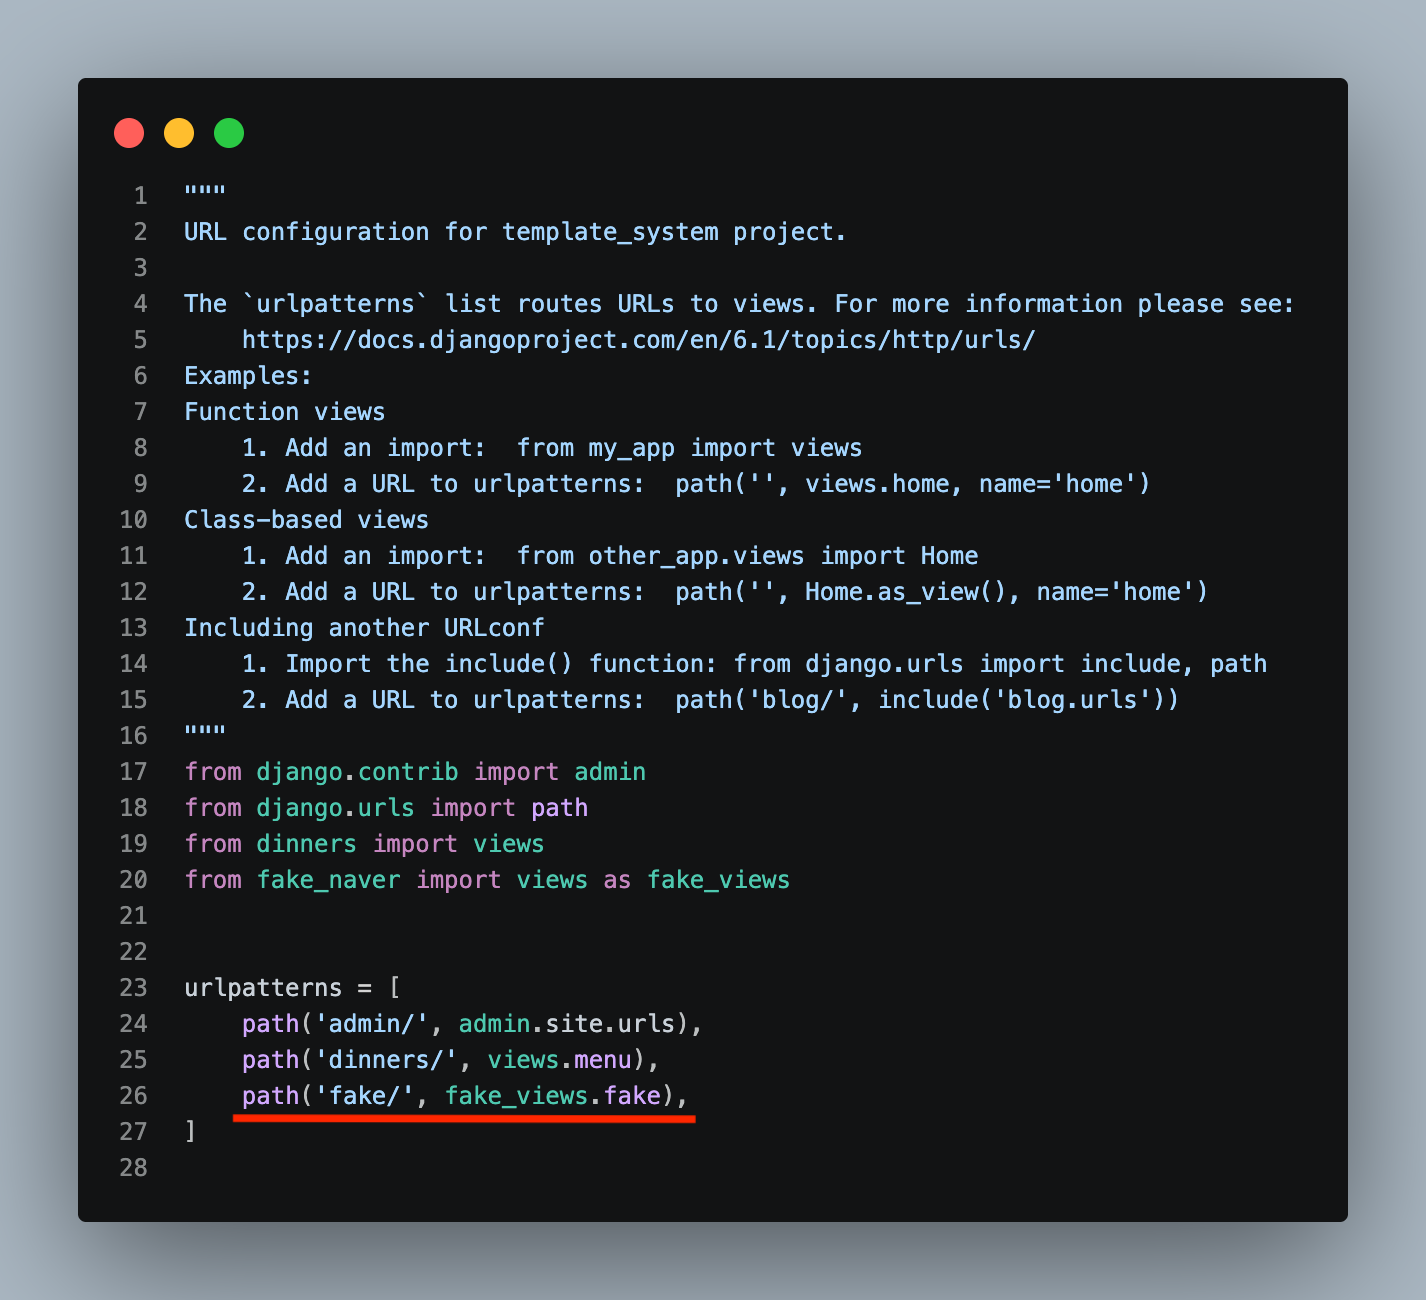 1 """
2 URL configuration for template_system project.
3
4 The `urlpatterns` list routes URLs to views. For more information please see:
5     https://docs.djangoproject.com/en/6.1/topics/http/urls/
6 Examples:
7 Function views
8     1. Add an import:  from my_app import views
9     2. Add a URL to urlpatterns:  path('', views.home, name='home')
10 Class-based views
11     1. Add an import:  from other_app.views import Home
12     2. Add a URL to urlpatterns:  path('', Home.as_view(), name='home')
13 Including another URLconf
14     1. Import the include() function: from django.urls import include, path
15     2. Add a URL to urlpatterns:  path('blog/', include('blog.urls'))
16 """
17 from django.contrib import admin
18 from django.urls import path
19 from dinners import views
20 from fake_naver import views as fake_views
21
22
23 urlpatterns = [
24     path('admin/', admin.site.urls),
25     path('dinners/', views.menu),
26     path('fake/', fake_views.fake),
27 ]
28